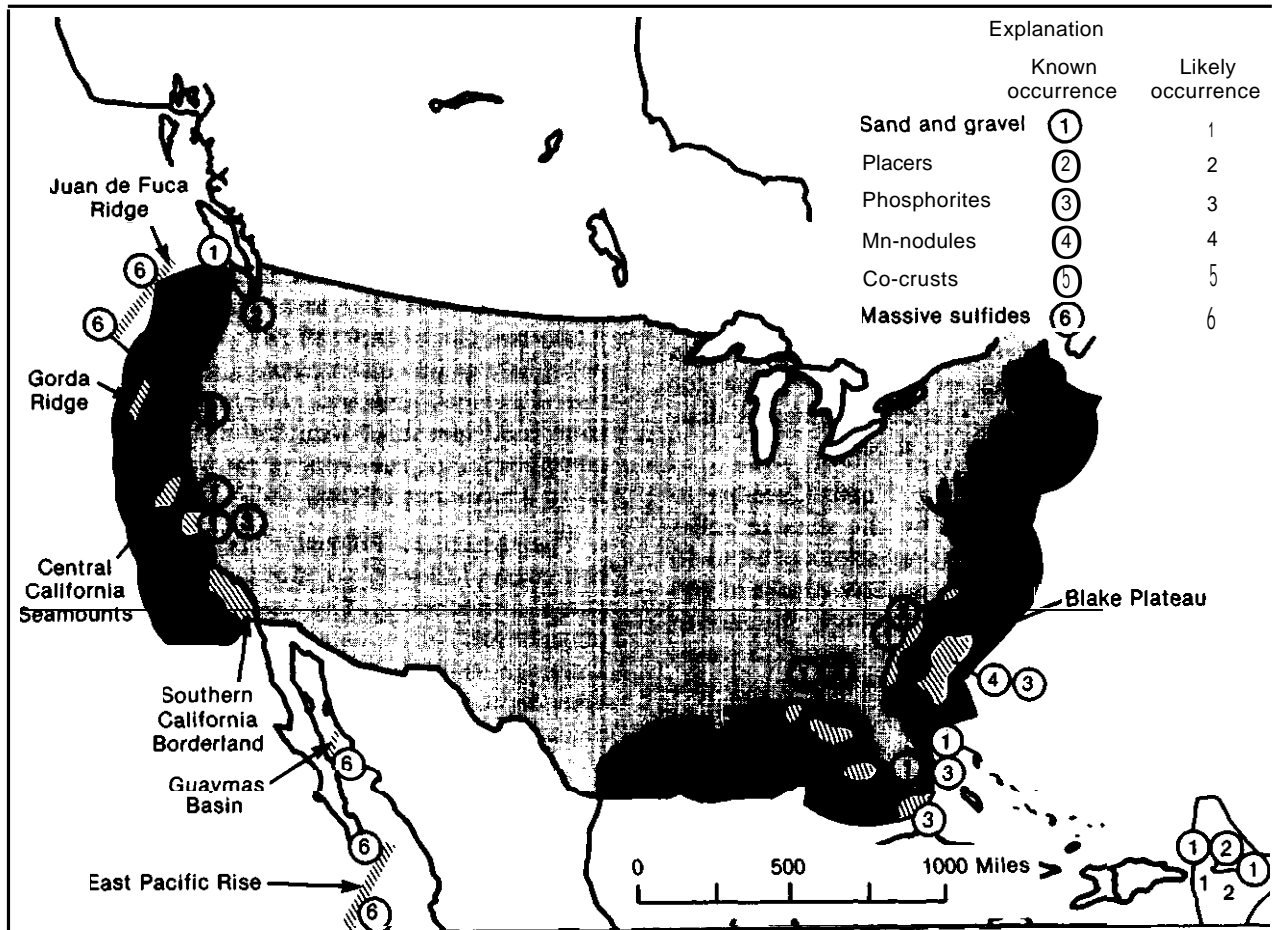 Explanation
Known
occurrence
Likely
occurrence
Sand and gravel 1 1
Placers 2 2
Phosphorites 3 3
Mn-nodules 4 4
Co-crusts 5 5
Massive sulfides 6 6
Juan de Fuca
Ridge
1
6
2
6
Gorda
Ridge
3
Central
California
Seamounts
Blake Plateau
4 3
Southern
California
Borderland
1
1
3
6
Guaymas
Basin
3
6
0 500 1000 Miles
1 2
1
1
2
East Pacific Rise
6